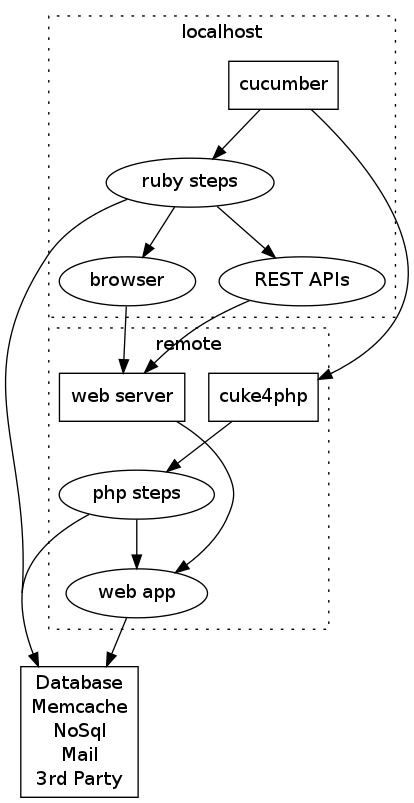 localhost
cucumber
ruby steps
browser
REST APIs
remote
web server
cuke4php
php steps
web app
Database
Memcache
NoSql
Mail
3rd Party